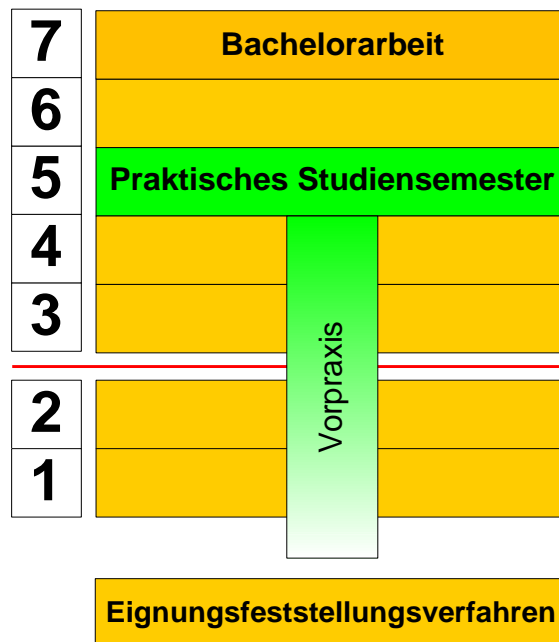 7 Bachelorarbeit
6
5 Praktisches Studiensemester
4
3
Vorpraxis
2
1
Eignungsfeststellungsverfahren